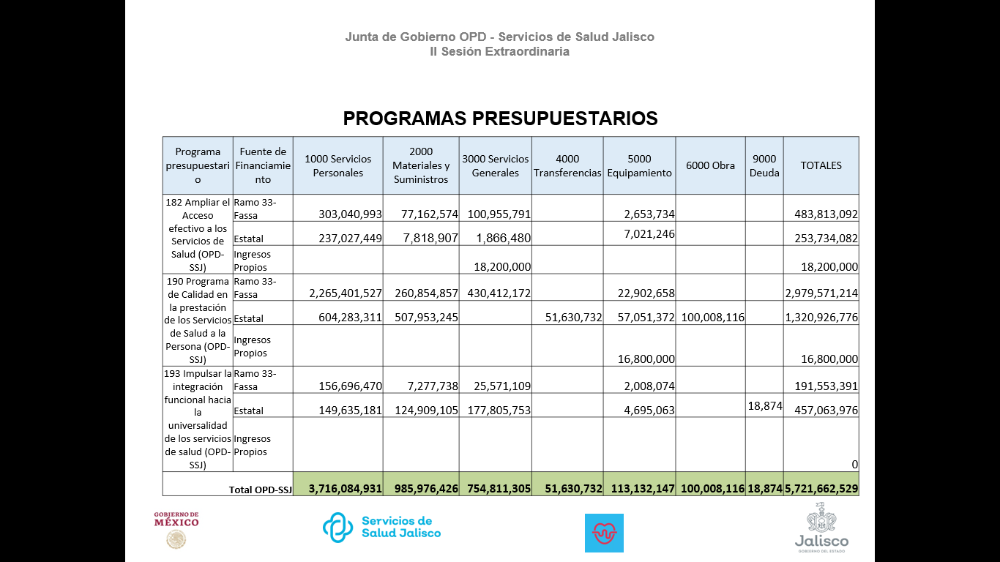 Junta de Gobierno OPD - Servicios de Salud Jalisco
II Sesión Extraordinaria
PROGRAMAS PRESUPUESTARIOS
Programa presupuestari o | Fuente de Financiamie nto | 1000 Servicios Personales | 2000 Materiales y Suministros | 3000 Servicios Generales | 4000 Transferencias | 5000 Equipamiento | 6000 Obra | 9000 Deuda | TOTALES
182 Ampliar el Acceso efectivo a los Servicios de Salud (OPD-SSJ)
Ramo 33-Fassa 303,040,993 77,162,574 100,955,791 2,653,734 483,813,092
Estatal 237,027,449 7,818,907 1,866,480 7,021,246 253,734,082
Ingresos Propios 18,200,000 18,200,000
190 Programa de Calidad en la prestación de los Servicios de Salud a la Persona (OPD-SSJ)
Ramo 33-Fassa 2,265,401,527 260,854,857 430,412,172 22,902,658 2,979,571,214
Estatal 604,283,311 507,953,245 51,630,732 57,051,372 100,008,116 1,320,926,776
Ingresos Propios 16,800,000 16,800,000
193 Impulsar la integración funcional hacia la universalidad de los servicios de salud (OPD-SSJ)
Ramo 33-Fassa 156,696,470 7,277,738 25,571,109 2,008,074 191,553,391
Estatal 149,635,181 124,909,105 177,805,753 4,695,063 18,874 457,063,976
Ingresos Propios 0
Total OPD-SSJ 3,716,084,931 985,976,426 754,811,305 51,630,732 113,132,147 100,008,116 18,874 5,721,662,529
GOBIERNO DE
MÉXICO
Servicios de
Salud Jalisco
Jalisco
GOBIERNO DEL ESTADO